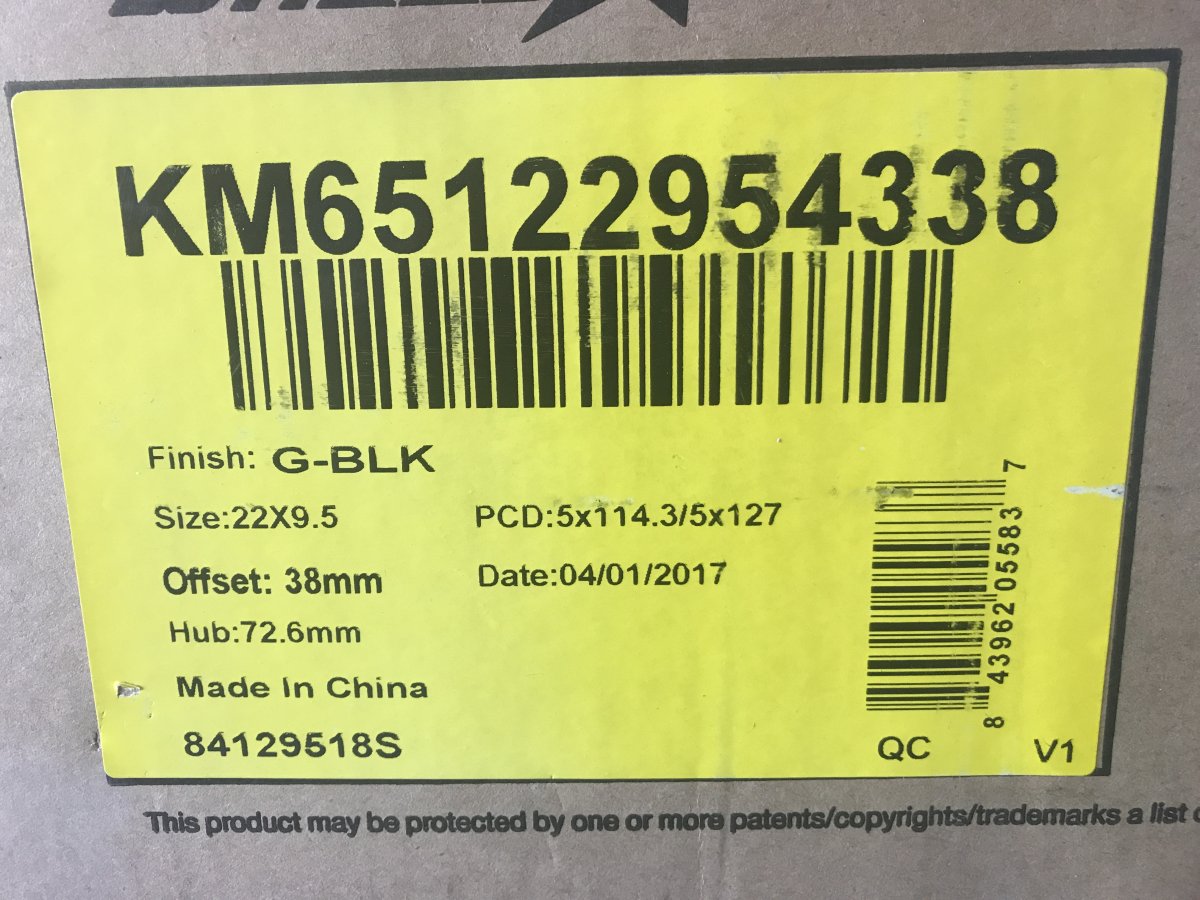 KM65122954338
Finish: G-BLK
Size:22X9.5 PCD:5x114.3/5x127
Offset: 38mm Date:04/01/2017
Hub:72.6mm
Made In China
84129518S
8 43962 05583 7
QC V1
This product may be protected by one or more patents/copyrights/trademarks a list